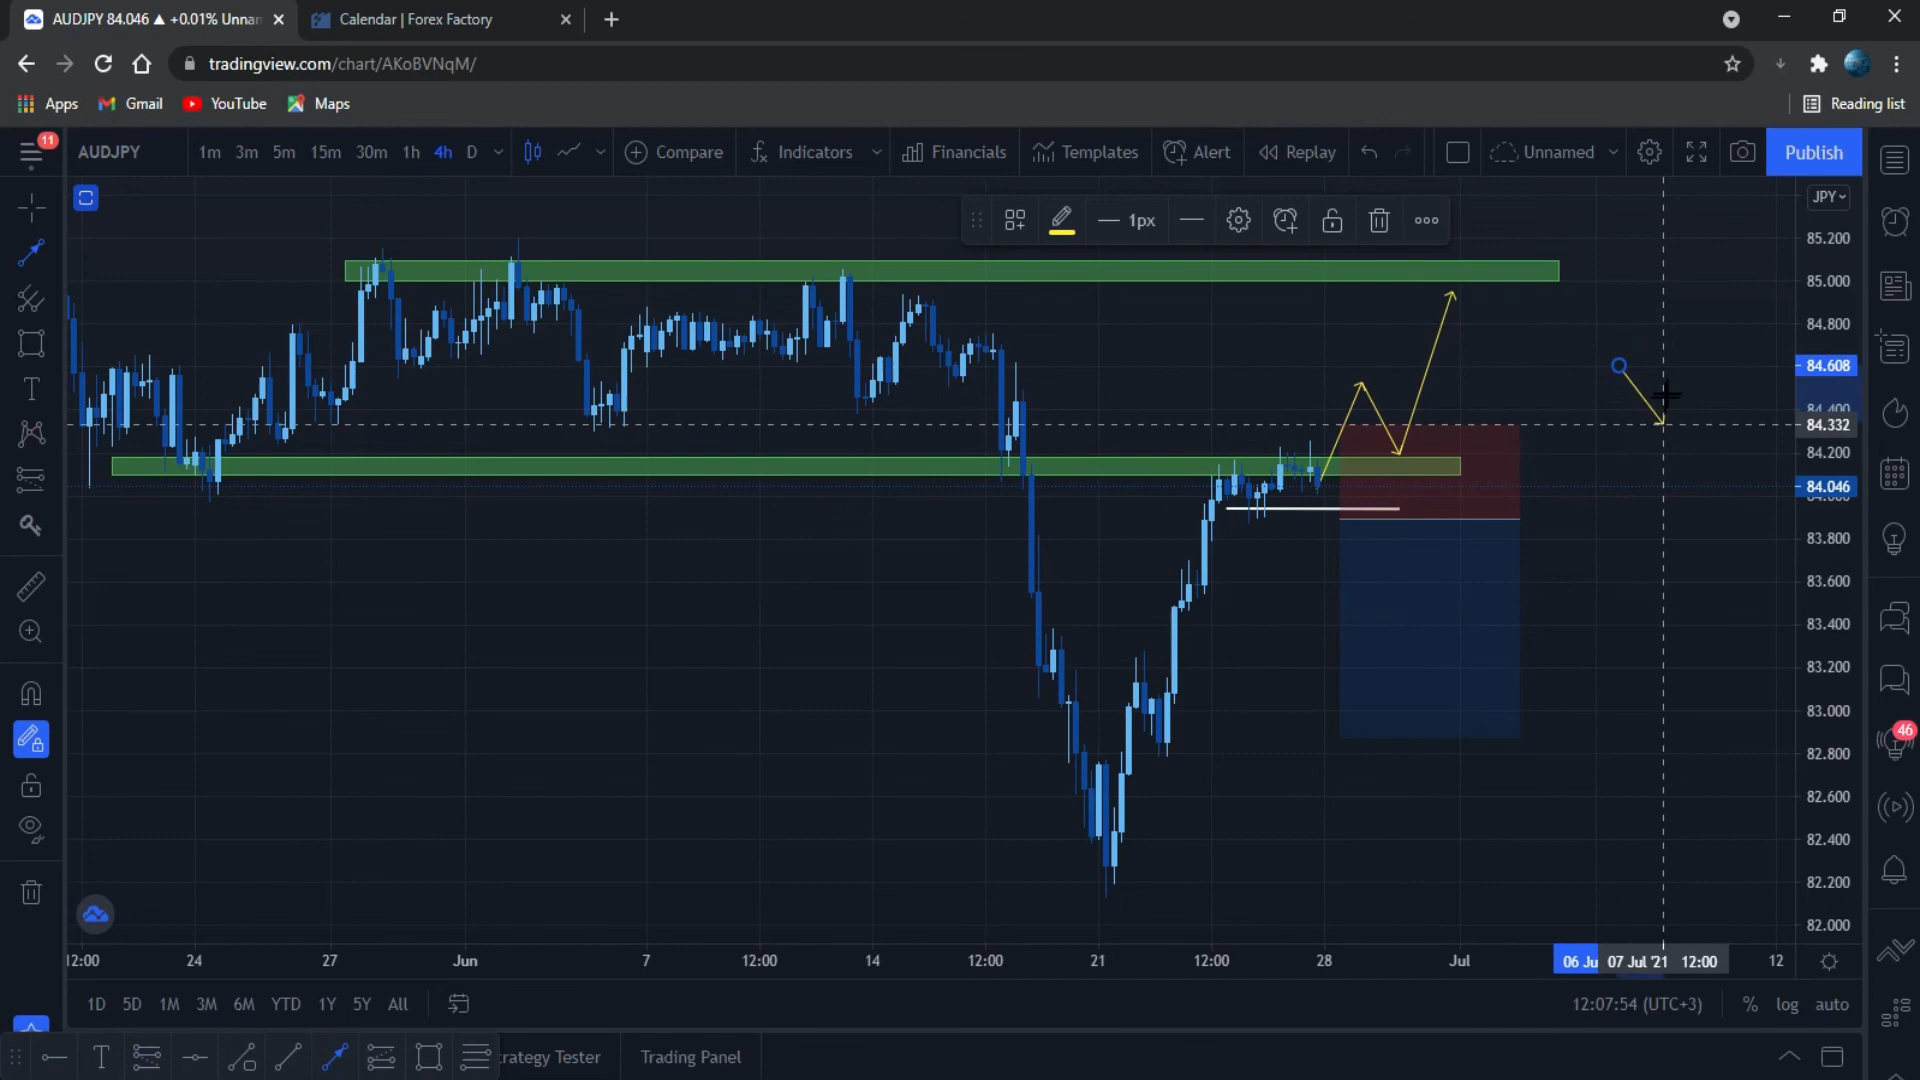 AUDJPY 84.046 ▲ +0.01% Unnan
Calendar | Forex Factory
tradingview.com/chart/AKoBVNqM/
Apps
Gmail
YouTube
Maps
Reading list
11
AUDJPY
1m 3m 5m 15m 30m 1h 4h D
Compare
Indicators
Financials
Templates
Alert
Replay
Unnamed
Publish
JPY
1px
85.200
85.000
84.800
84.608
84.400
84.332
84.200
84.046
84.000
83.800
83.600
83.400
83.200
83.000
82.800
82.600
82.400
82.200
82.000
46
12:00 24 27 Jun 7 12:00 14 12:00 21 12:00 28 Jul 06 Ju 07 Jul '21 12:00 12
1D 5D 1M 3M 6M YTD 1Y 5Y All
12:07:54 (UTC+3) % log auto
trategy Tester
Trading Panel